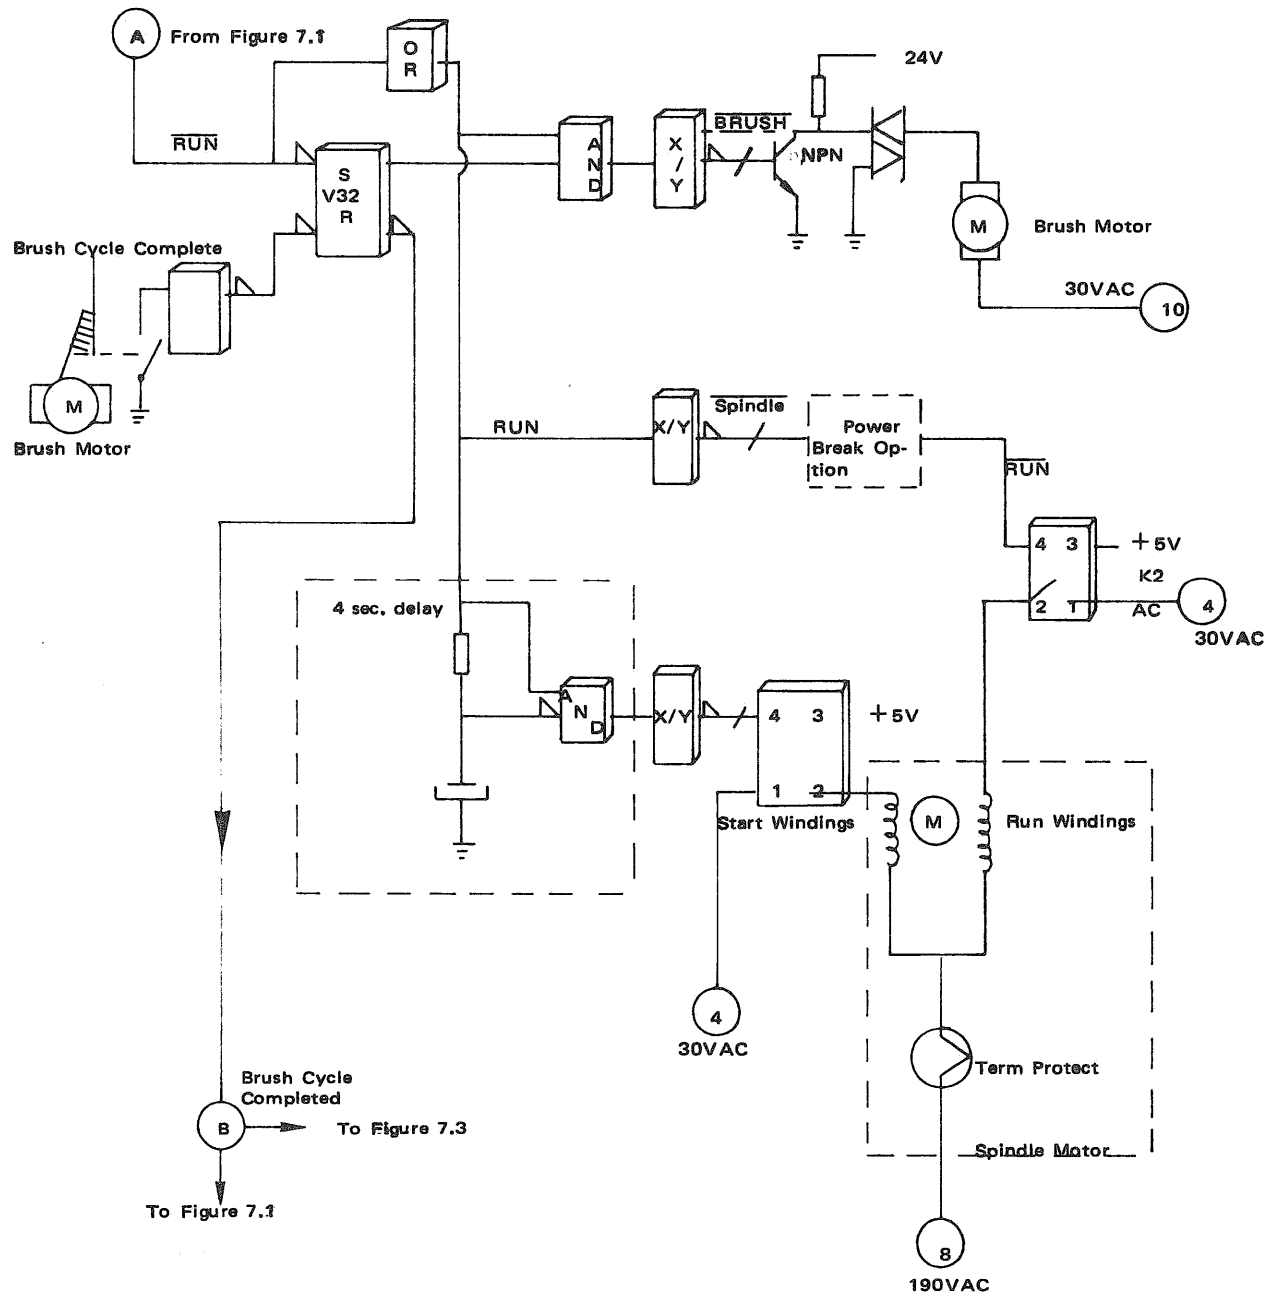 A From Figure 7.1
O
R
24V
RUN
BRUSH
A
N
D
X
/
Y
NPN
S
V32
R
M Brush Motor
Brush Cycle Complete
30VAC
10
M
Brush Motor
RUN
X/Y
Spindle
Power
Break Op-
tion
RUN
4 3 +5V
K2
2 1 AC 4
30VAC
4 sec. delay
A
N
D
X/Y
4 3 +5V
1 2
Start Windings
M
Run Windings
4
30VAC
Term Protect
Brush Cycle
Completed
B
To Figure 7.3
Spindle Motor
To Figure 7.1
8
190VAC